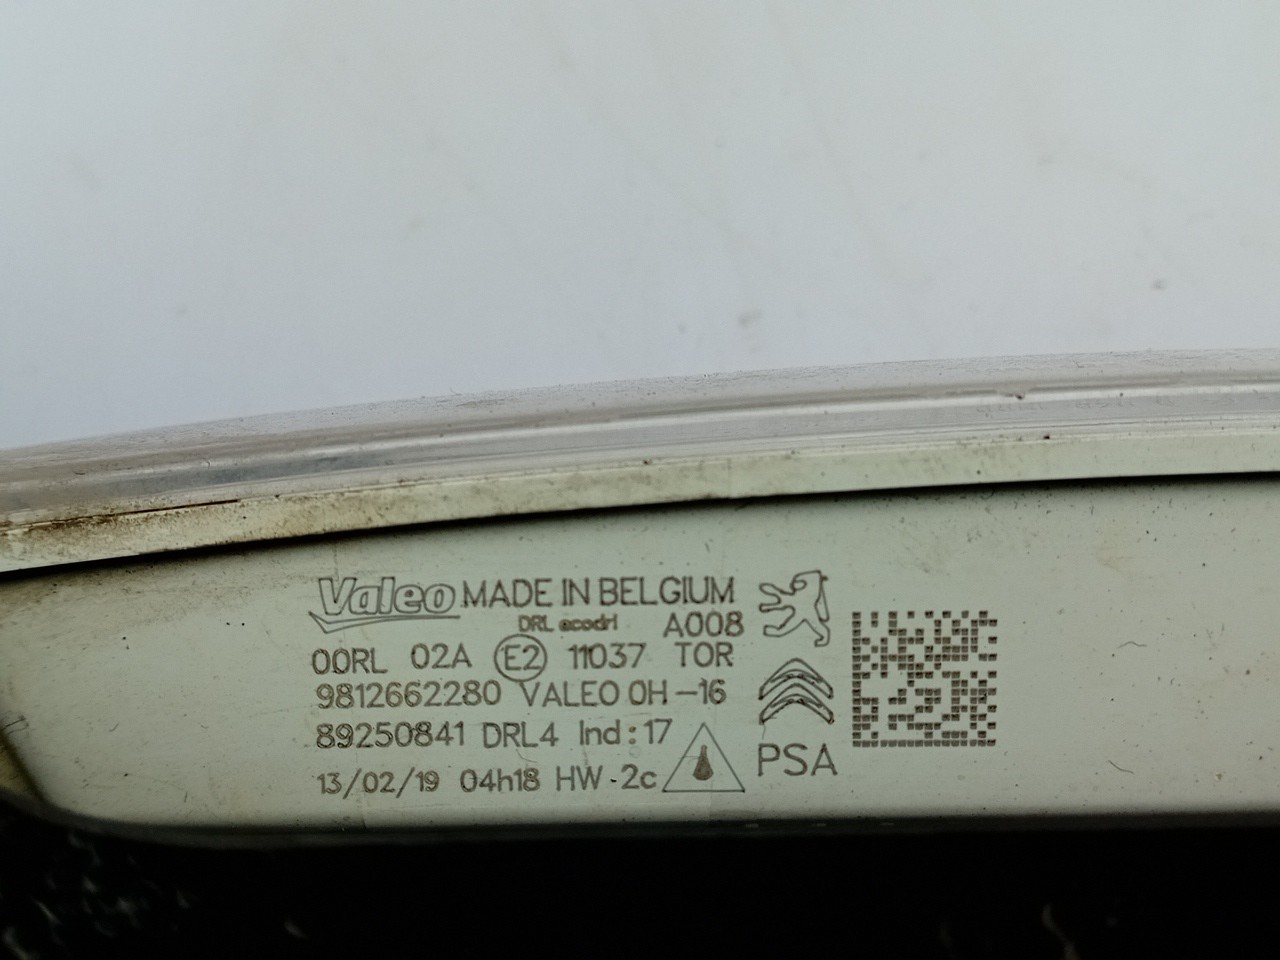 Valeo MADE IN BELGIUM
DRL ecodrl A008
00RL 02A E2 11037 TOR
9812662280 VALEO 0H-16
89250841 DRL4 Ind:17
13/02/19 04h18 HW-2c
PSA